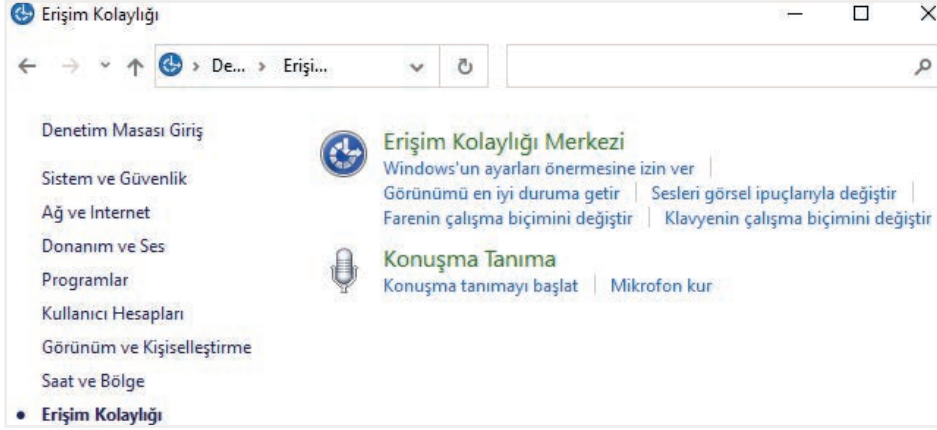 Erişim Kolaylığı
De... Erişi...
Denetim Masası Giriş
Sistem ve Güvenlik
Ağ ve Internet
Donanım ve Ses
Programlar
Kullanıcı Hesapları
Görünüm ve Kişiselleştirme
Saat ve Bölge
Erişim Kolaylığı
Erişim Kolaylığı Merkezi
Windows'un ayarları önermesine izin ver
Görünümü en iyi duruma getir | Sesleri görsel ipuçlarıyla değiştir
Farenin çalışma biçimini değiştir | Klavyenin çalışma biçimini değiştir
Konuşma Tanıma
Konuşma tanımayı başlat | Mikrofon kur